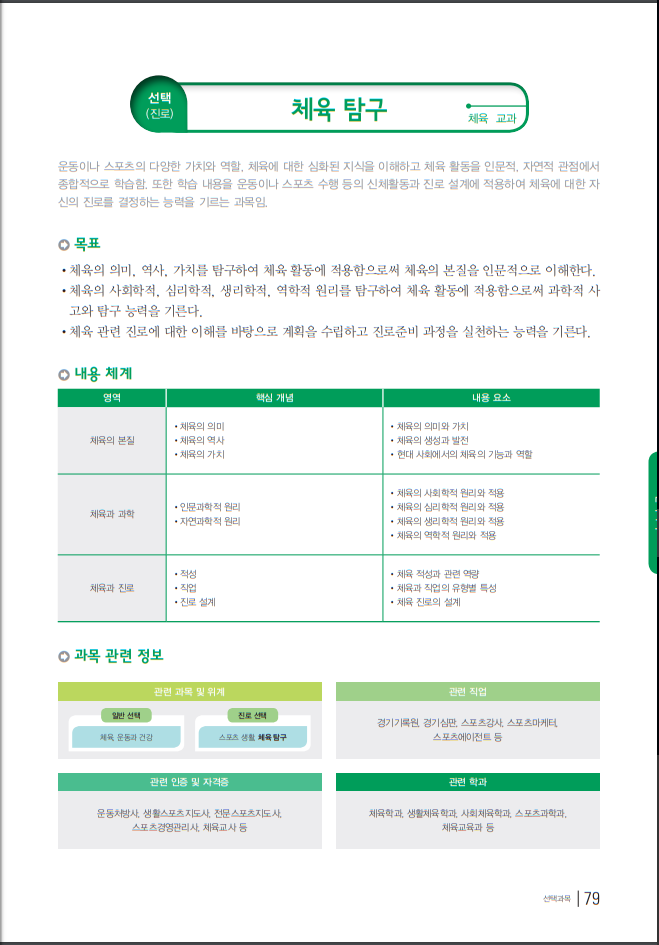 선택
(진로)
체육 탐구
체육 교과
운동이나 스포츠의 다양한 가치와 역할, 체육에 대한 심화된 지식을 이해하고 체육 활동을 인문적, 자연적 관점에서
종합적으로 학습함. 또한 학습 내용을 운동이나 스포츠 수행 등의 신체활동과 진로 설계에 적용하여 체육에 대한 자
신의 진로를 결정하는 능력을 기르는 과목임.
목표
• 체육의 의미, 역사, 가치를 탐구하여 체육 활동에 적용함으로써 체육의 본질을 인문적으로 이해한다.
• 체육의 사회학적, 심리학적, 생리학적, 역학적 원리를 탐구하여 체육 활동에 적용함으로써 과학적 사
고와 탐구 능력을 기른다.
• 체육 관련 진로에 대한 이해를 바탕으로 계획을 수립하고 진로준비 과정을 실천하는 능력을 기른다.
내용 체계
영역 핵심 개념 내용 요소
체육의 본질
• 체육의 의미
• 체육의 역사
• 체육의 가치
• 체육의 의미와 가치
• 체육의 생성과 발전
• 현대 사회에서의 체육의 기능과 역할
체육과 과학
• 인문과학적 원리
• 자연과학적 원리
• 체육의 사회학적 원리와 적용
• 체육의 심리학적 원리와 적용
• 체육의 생리학적 원리와 적용
• 체육의 역학적 원리와 적용
체육과 진로
• 적성
• 직업
• 진로 설계
• 체육 적성과 관련 역량
• 체육과 직업의 유형별 특성
• 체육 진로의 설계
과목 관련 정보
관련 과목 및 위계
일반 선택
체육, 운동과 건강
진로 선택
스포츠 생활, 체육 탐구
관련 직업
경기기록원, 경기심판, 스포츠강사, 스포츠마케터,
스포츠에이전트 등
관련 인증 및 자격증
운동처방사, 생활스포츠지도사, 전문스포츠지도사,
스포츠경영관리사, 체육교사 등
관련 학과
체육학과, 생활체육학과, 사회체육학과, 스포츠과학과,
체육교육과 등
선택과목 79